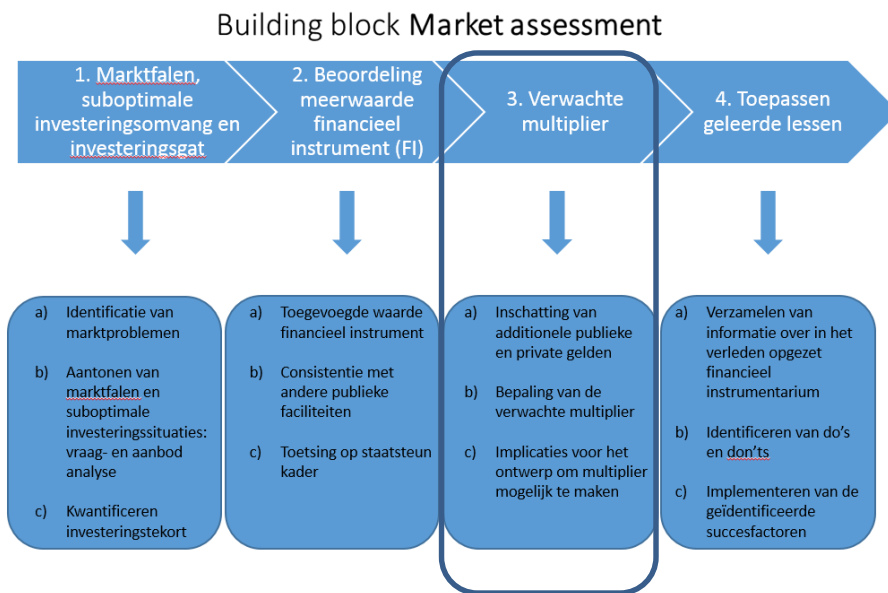 Building block Market assessment
1. Marktfalen,
suboptimale
investeringsomvang en
investeringsgat
2. Beoordeling
meerwaarde
financieel
instrument (FI)
3. Verwachte
multiplier
4. Toepassen
geleerde lessen
a) Identificatie van
marktproblemen
b) Aantonen van
marktfalen en
suboptimale
investeringssituaties:
vraag- en aanbod
analyse
c) Kwantificeren
investeringstekort
a) Toegevoegde waarde
financieel instrument
b) Consistentie met
andere publieke
faciliteiten
c) Toetsing op staatsteun
kader
a) Inschatting van
additionele publieke
en private gelden
b) Bepaling van de
verwachte multiplier
c) Implicaties voor het
ontwerp om multiplier
mogelijk te maken
a) Verzamelen van
informatie over in het
verleden opgezet
financieel
instrumentarium
b) Identificeren van do's
en don'ts
c) Implementeren van de
geïdentificeerde
succesfactoren